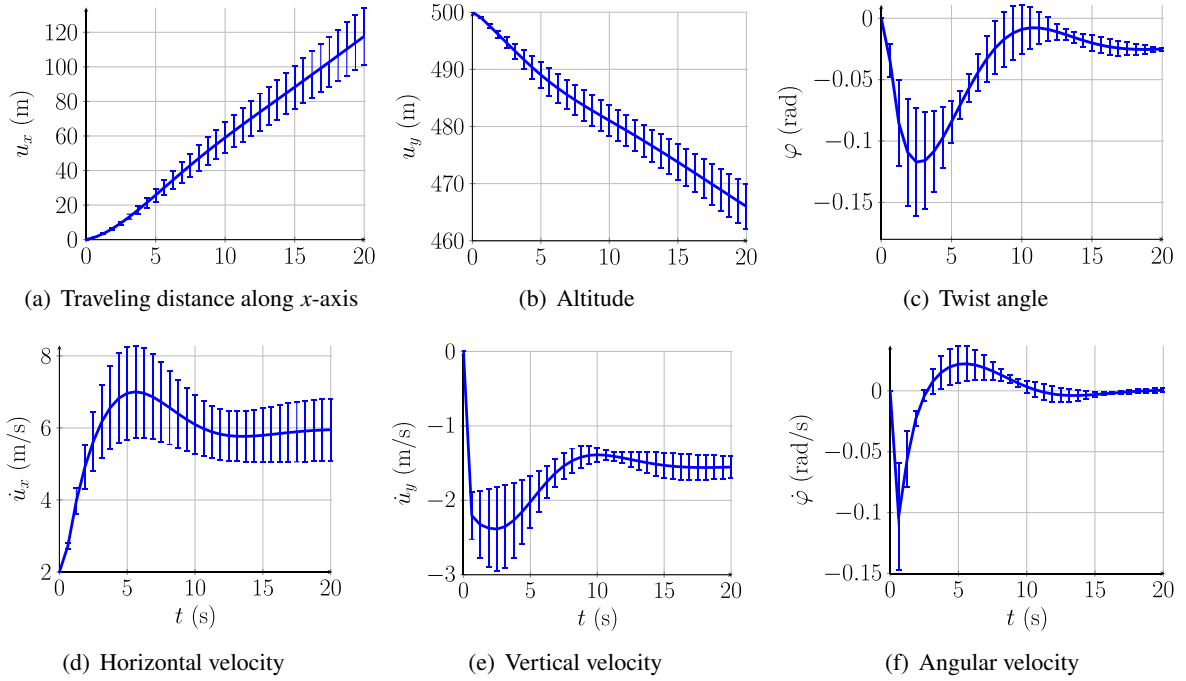 120
100
80
60
40
20
0
0 5 10 15 20
u_x (m)
(a) Traveling distance along x-axis
500
490
480
470
460
0 5 10 15 20
u_y (m)
(b) Altitude
0
−0.05
−0.1
−0.15
0 5 10 15 20
φ (rad)
(c) Twist angle
8
6
4
2
0 5 10 15 20
u̇_x (m/s)
t (s)
(d) Horizontal velocity
0
−1
−2
−3
0 5 10 15 20
u̇_y (m/s)
t (s)
(e) Vertical velocity
0
−0.05
−0.1
−0.15
0 5 10 15 20
φ̇ (rad/s)
t (s)
(f) Angular velocity